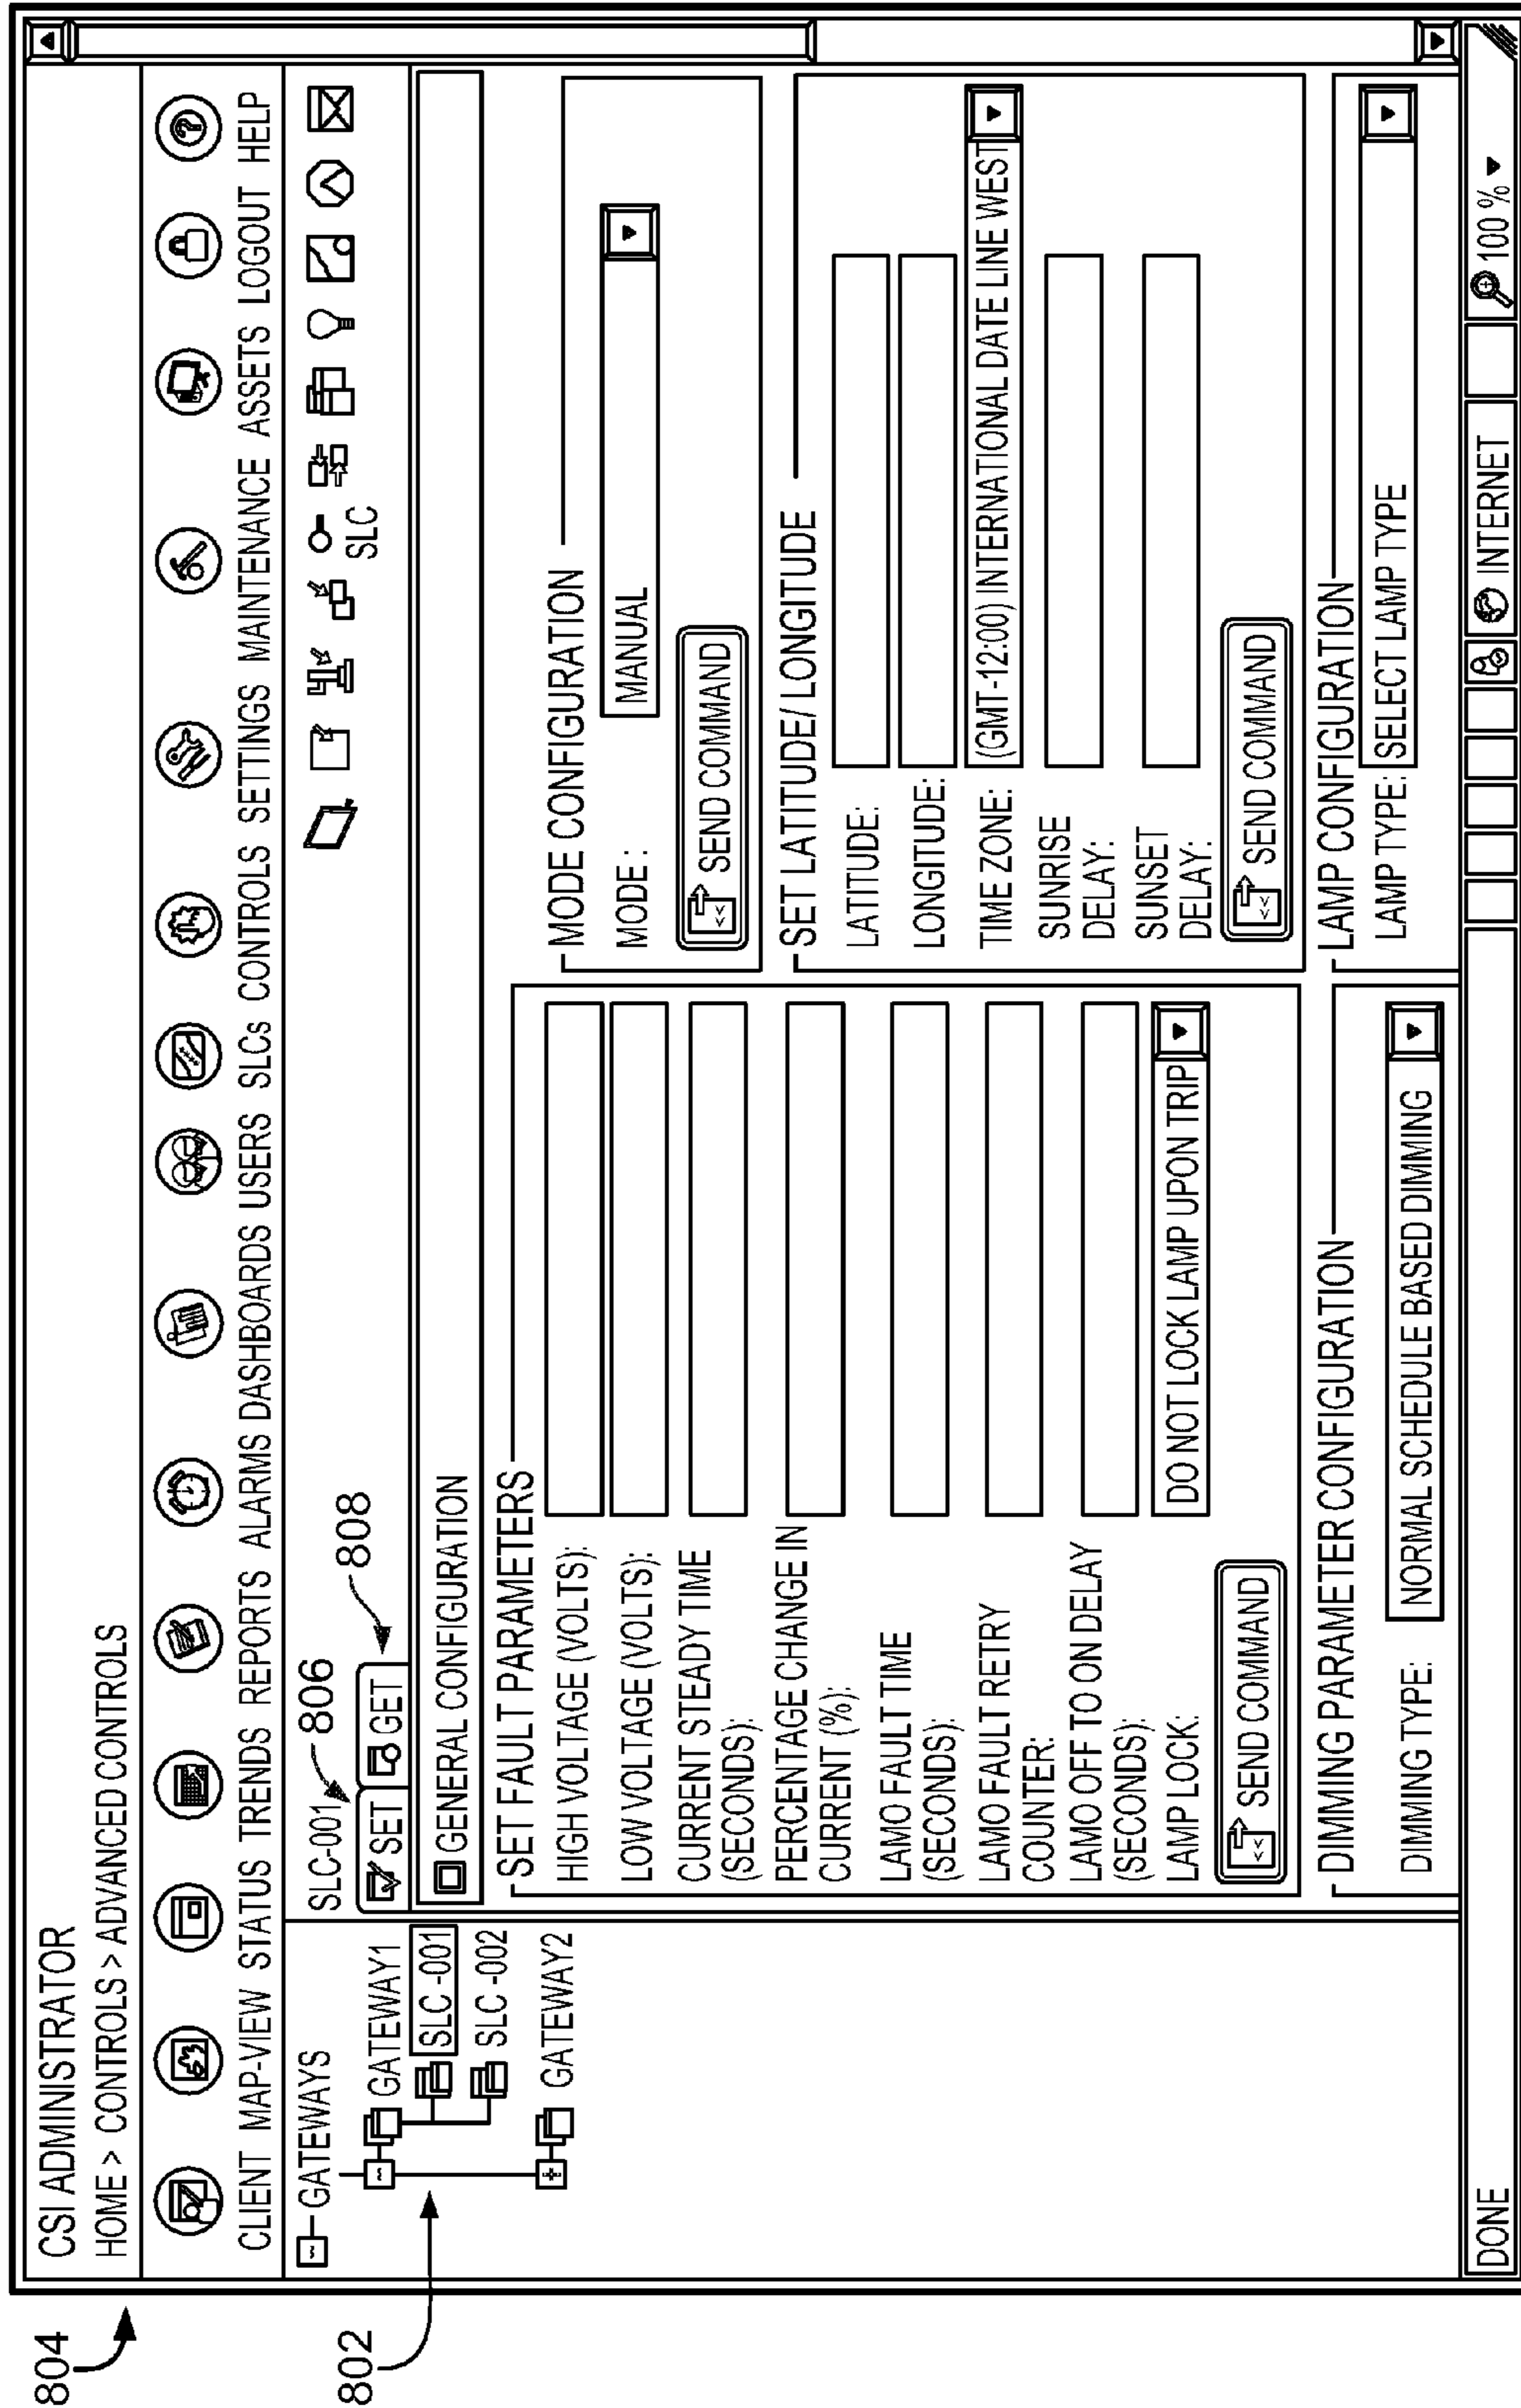 804
CSI ADMINISTRATOR
HOME > CONTROLS > ADVANCED CONTROLS
CLIENT MAP-VIEW STATUS TRENDS REPORTS ALARMS DASHBOARDS USERS SLCs CONTROLS SETTINGS MAINTENANCE ASSETS LOGOUT HELP
802
GATEWAYS
GATEWAY1
SLC -001
SLC -002
GATEWAY2
SLC-001
806
808
SET
GET
SLC
GENERAL CONFIGURATION
SET FAULT PARAMETERS
HIGH VOLTAGE (VOLTS):
LOW VOLTAGE (VOLTS):
CURRENT STEADY TIME
(SECONDS):
PERCENTAGE CHANGE IN
CURRENT (%):
LAMO FAULT TIME
(SECONDS):
LAMO FAULT RETRY
COUNTER:
LAMO OFF TO ON DELAY
(SECONDS):
LAMP LOCK: DO NOT LOCK LAMP UPON TRIP
<< SEND COMMAND
MODE CONFIGURATION
MODE : MANUAL
<< SEND COMMAND
SET LATITUDE/ LONGITUDE
LATITUDE:
LONGITUDE:
TIME ZONE: (GMT-12:00) INTERNATIONAL DATE LINE WEST
SUNRISE
DELAY:
SUNSET
DELAY:
<< SEND COMMAND
DIMMING PARAMETER CONFIGURATION
DIMMING TYPE: NORMAL SCHEDULE BASED DIMMING
LAMP CONFIGURATION
LAMP TYPE: SELECT LAMP TYPE
DONE
INTERNET
100 %